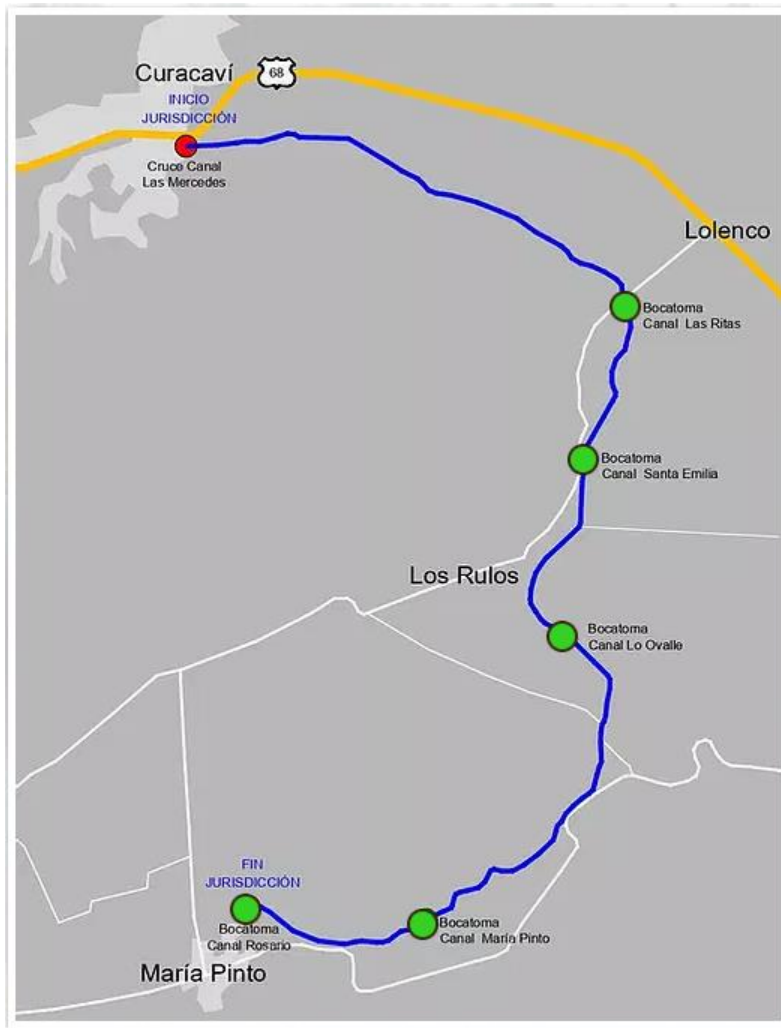 Curacaví
68
INICIO
JURISDICCIÓN
Cruce Canal
Las Mercedes
Lolenco
Bocatoma
Canal Las Ritas
Bocatoma
Canal Santa Emilia
Los Rulos
Bocatoma
Canal Lo Ovalle
FIN
JURISDICCIÓN
Bocatoma
Canal Rosario
Bocatoma
Canal María Pinto
María Pinto